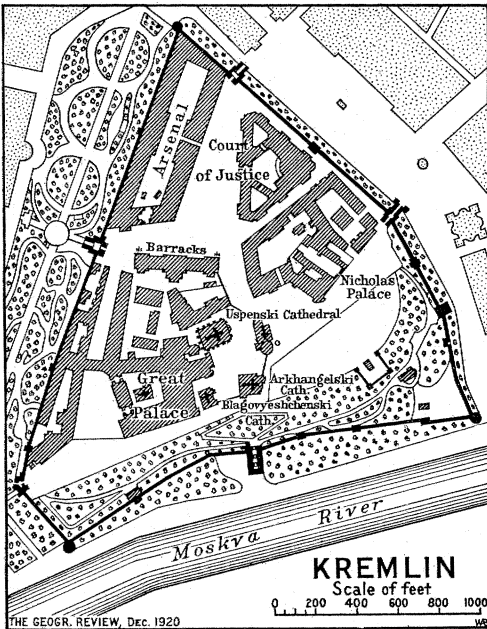 Arsenal
Court
of Justice
Barracks
Nicholas
Palace
Uspenski Cathedral
Great
Palace
Arkhangelski
Cath.
Blagovyeshchenski
Cath.
Moskva River
KREMLIN
Scale of feet
0 200 400 600 1000
THE GEOGR. REVIEW, DEC. 1920